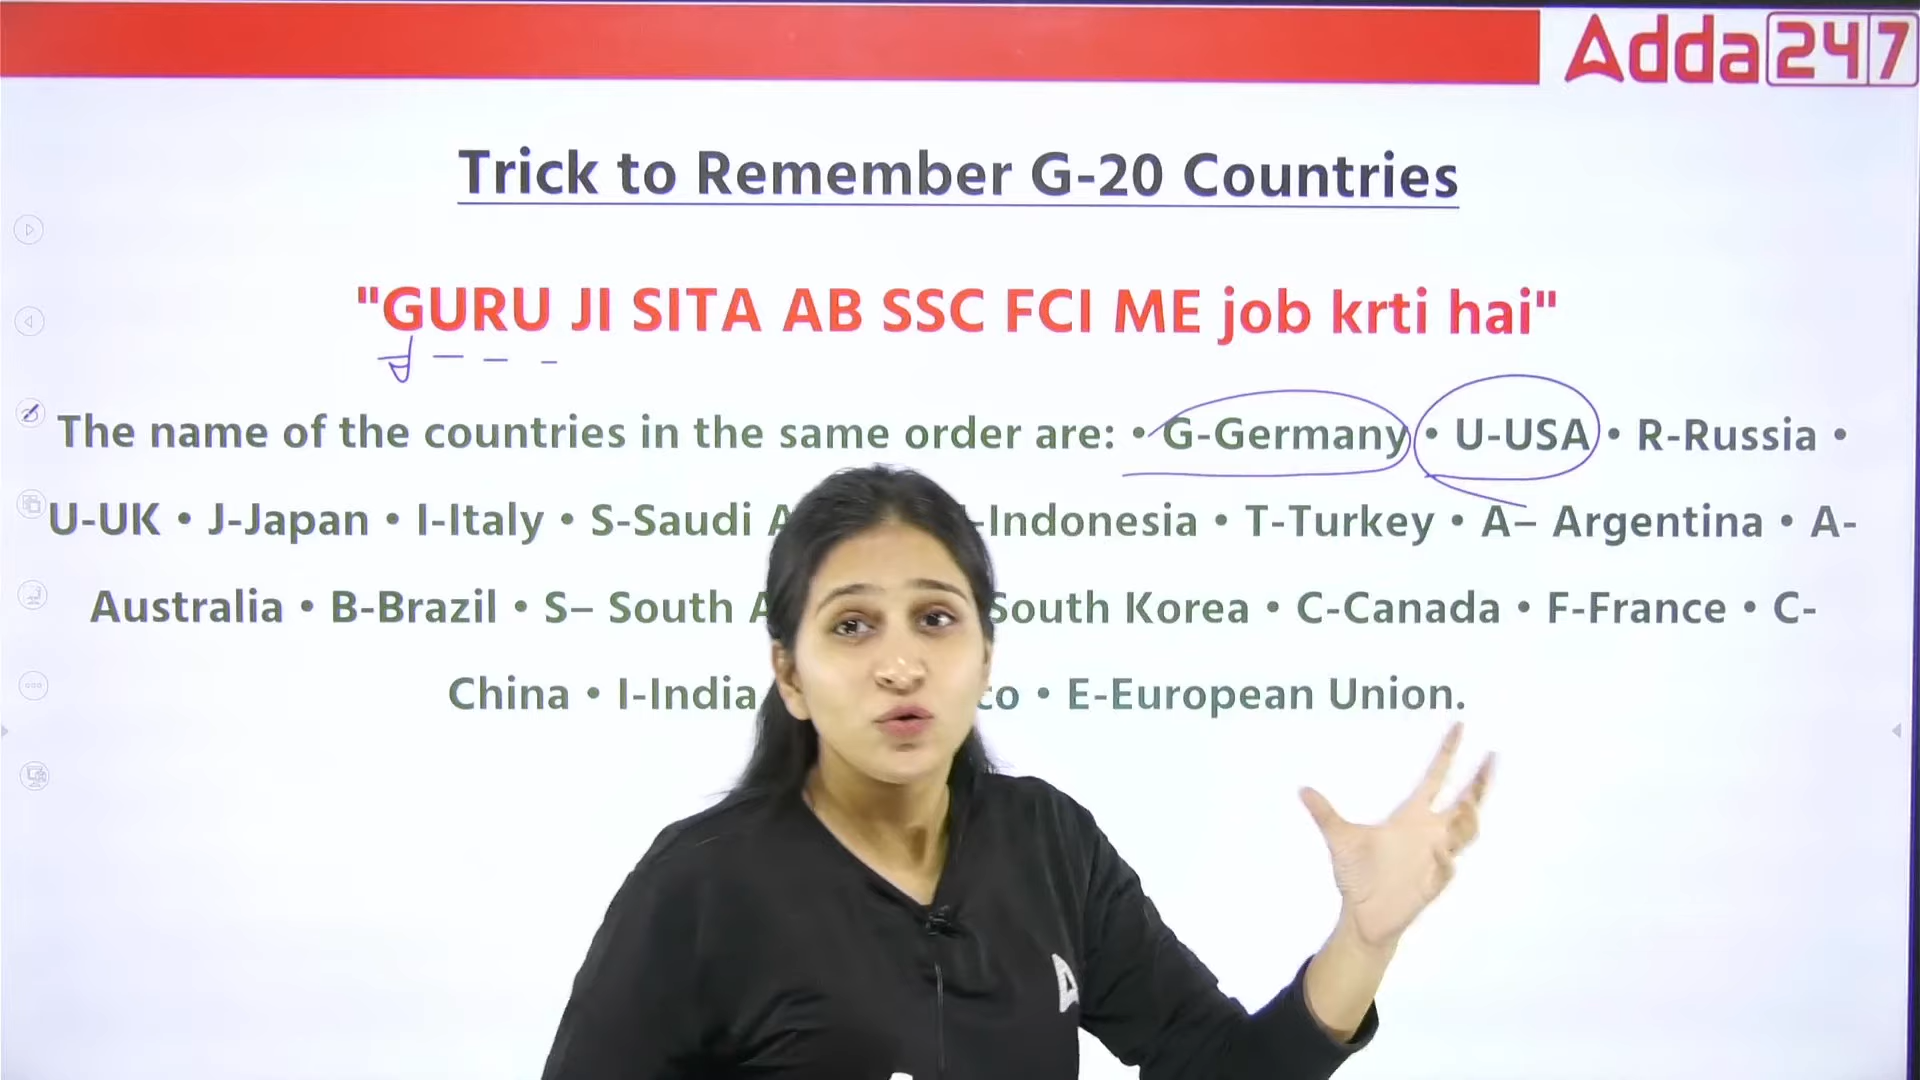 Adda247
Trick to Remember G-20 Countries
"GURU JI SITA AB SSC FCI ME job krti hai"
The name of the countries in the same order are: • G-Germany • U-USA • R-Russia •
U-UK • J-Japan • I-Italy • S-Saudi -Indonesia • T-Turkey • A– Argentina • A-
Australia • B-Brazil • S– South South Korea • C-Canada • F-France • C-
China • I-India • E-European Union.